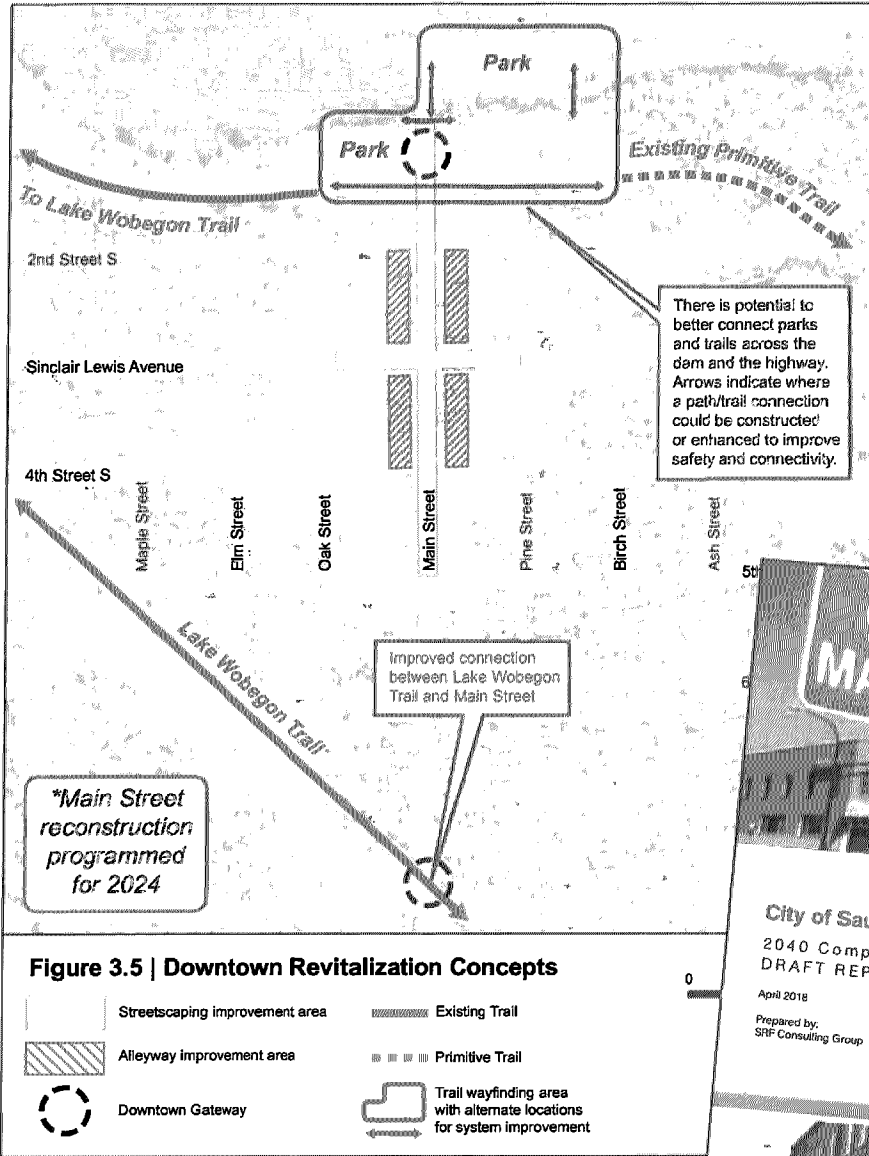 Park
Park
Existing Primitive Trail
To Lake Wobegon Trail
2nd Street S
There is potential to
better connect parks
and trails across the
dam and the highway.
Arrows indicate where
a path/trail connection
could be constructed
or enhanced to improve
safety and connectivity.
Sinclair Lewis Avenue
4th Street S
Maple Street
Elm Street
Oak Street
Main Street
Pine Street
Birch Street
Ash Street
5th
6
MA
Lake Wobegon Trail
Improved connection
between Lake Wobegon
Trail and Main Street
*Main Street
reconstruction
programmed
for 2024
City of Sau
2040 Comp
DRAFT REP
April 2018
Prepared by:
SRF Consulting Group
Figure 3.5 | Downtown Revitalization Concepts
0
Streetscaping improvement area
Existing Trail
Alleyway improvement area
Primitive Trail
Downtown Gateway
Trail wayfinding area
with alternate locations
for system improvement